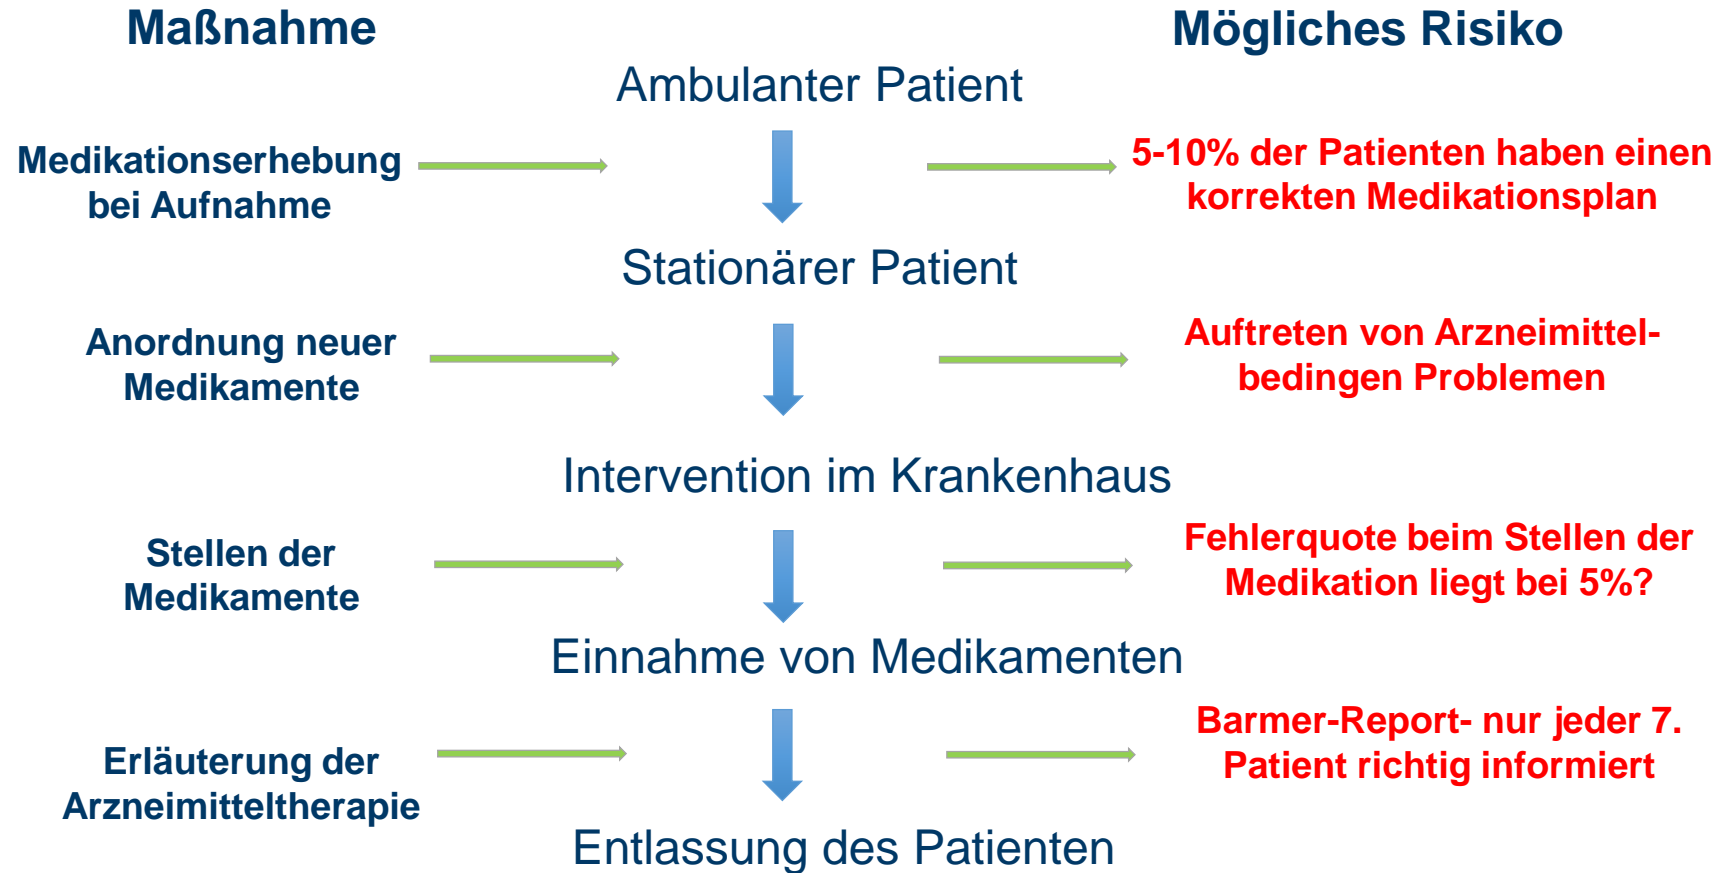 Maßnahme
Mögliches Risiko
Ambulanter Patient
Medikationserhebung
bei Aufnahme
5-10% der Patienten haben einen
korrekten Medikationsplan
Stationärer Patient
Anordnung neuer
Medikamente
Auftreten von Arzneimittel-
bedingen Problemen
Intervention im Krankenhaus
Stellen der
Medikamente
Fehlerquote beim Stellen der
Medikation liegt bei 5%?
Einnahme von Medikamenten
Erläuterung der
Arzneimitteltherapie
Barmer-Report- nur jeder 7.
Patient richtig informiert
Entlassung des Patienten